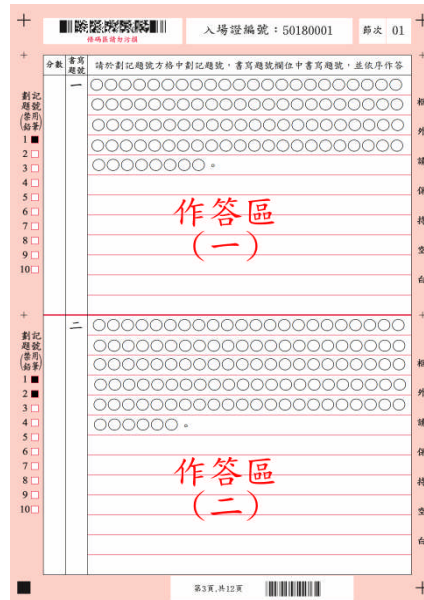 條碼區請勿污損
入場證編號：50180001
節次 01
分數
書寫題號
請於劃記題號方格中劃記題號，書寫題號欄位中書寫題號，並依序作答
劃記題號
(禁用鉛筆)
1
2
3
4
5
6
7
8
9
10
一
作答區
(一)
劃記題號
(禁用鉛筆)
1
2
3
4
5
6
7
8
9
10
二
作答區
(二)
第3頁,共12頁